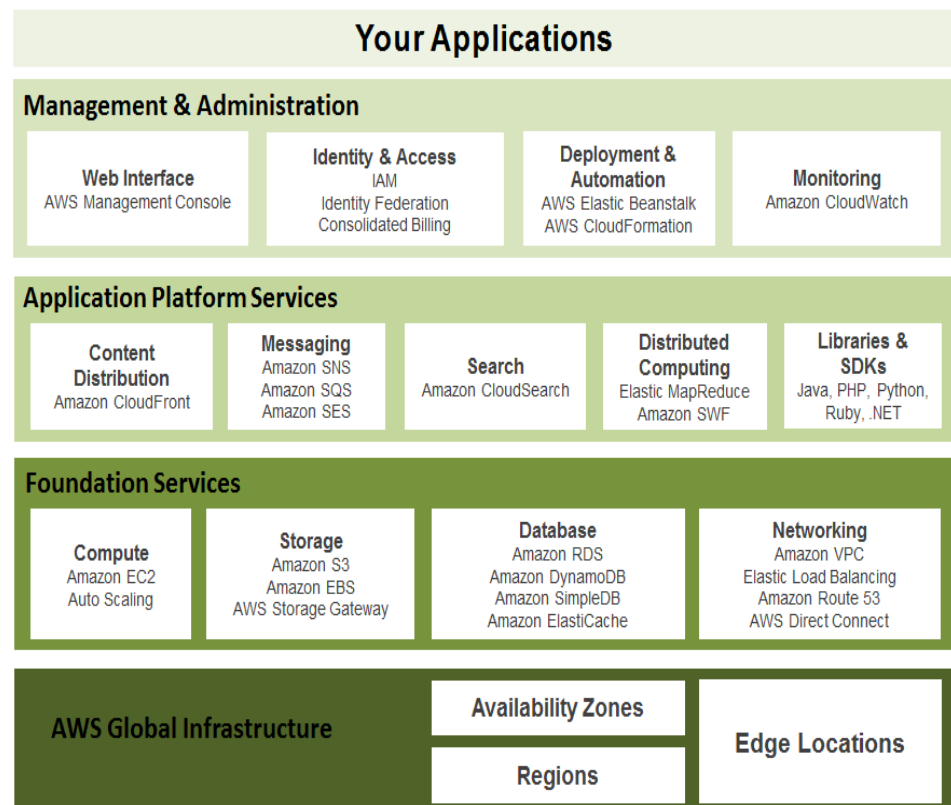 Your Applications
Management & Administration
Web Interface
AWS Management Console
Identity & Access
IAM
Identity Federation
Consolidated Billing
Deployment &
Automation
AWS Elastic Beanstalk
AWS CloudFormation
Monitoring
Amazon CloudWatch
Application Platform Services
Content
Distribution
Amazon CloudFront
Messaging
Amazon SNS
Amazon SQS
Amazon SES
Search
Amazon CloudSearch
Distributed
Computing
Elastic MapReduce
Amazon SWF
Libraries &
SDKs
Java, PHP, Python,
Ruby, .NET
Foundation Services
Compute
Amazon EC2
Auto Scaling
Storage
Amazon S3
Amazon EBS
AWS Storage Gateway
Database
Amazon RDS
Amazon DynamoDB
Amazon SimpleDB
Amazon ElastiCache
Networking
Amazon VPC
Elastic Load Balancing
Amazon Route 53
AWS Direct Connect
AWS Global Infrastructure
Availability Zones
Regions
Edge Locations